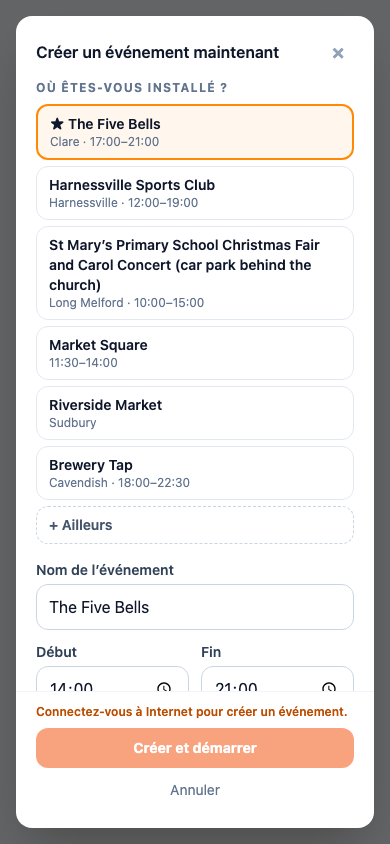 Créer un événement maintenant
OÙ ÊTES-VOUS INSTALLÉ ?
★ The Five Bells
Clare · 17:00–21:00
Harnessville Sports Club
Harnessville · 12:00–19:00
St Mary’s Primary School Christmas Fair
and Carol Concert (car park behind the
church)
Long Melford · 10:00–15:00
Market Square
11:30–14:00
Riverside Market
Sudbury
Brewery Tap
Cavendish · 18:00–22:30
+ Ailleurs
Nom de l’événement
The Five Bells
Début
Fin
14:00
21:00
Connectez-vous à Internet pour créer un événement.
Créer et démarrer
Annuler